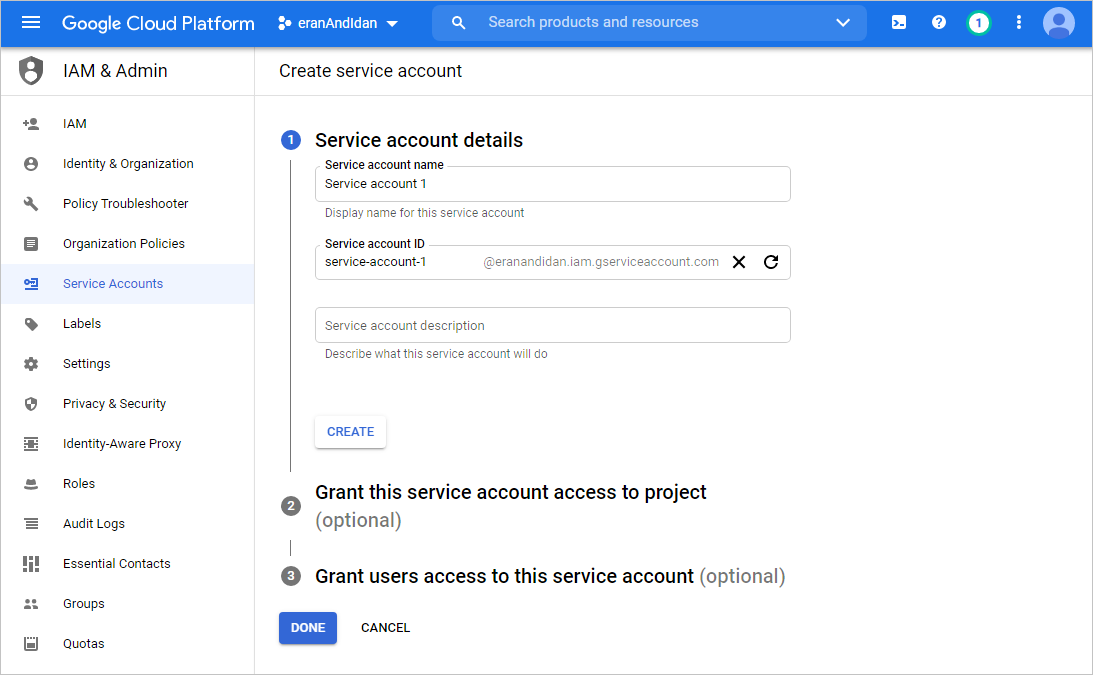 Google Cloud Platform
eranAndIdan
Search products and resources
1
IAM & Admin
Create service account
IAM
Identity & Organization
Policy Troubleshooter
Organization Policies
Service Accounts
Labels
Settings
Privacy & Security
Identity-Aware Proxy
Roles
Audit Logs
Essential Contacts
Groups
Quotas
1 Service account details
Service account name
Service account 1
Display name for this service account
Service account ID
service-account-1 @eranandidan.iam.gserviceaccount.com
Service account description
Describe what this service account will do
CREATE
2 Grant this service account access to project
(optional)
3 Grant users access to this service account (optional)
DONE CANCEL